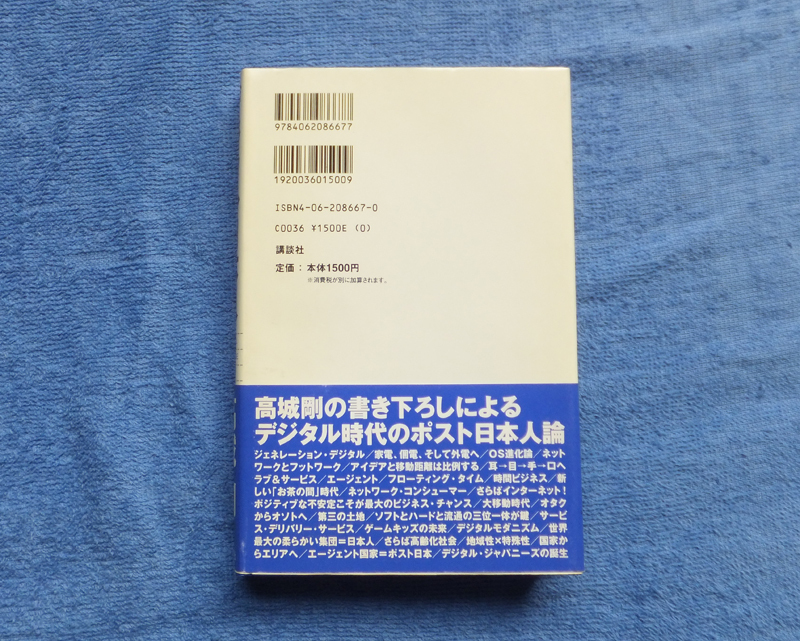 9784062086677
1920036015009
ISBN4-06-208667-0
C0036 ¥1500E (0)
講談社
定価：本体1500円
※消費税が別に加算されます。
高城剛の書き下ろしによる
デジタル時代のポスト日本人論
ジェネレーション・デジタル／家電、個電、そして外電へ／OS進化論／ネット
ワークとフットワーク／アイデアと移動距離は比例する／耳→目→手→口へ
ラブ＆サービス／エージェント／フローティング・タイム／時間ビジネス／新
しい「お茶の間」時代／ネットワーク・コンシューマー／さらばインターネット！
ポジティブな不安定こそが最大のビジネス・チャンス／大移動時代／オタク
からオソトへ／第三の土地／ソフトとハードと流通の三位一体が鍵／サービ
ス・デリバリー・サービス／ゲームキッズの未来／デジタルモダニズム／世界
最大の柔らかい集団＝日本人／さらば高齢化社会／地域性×特殊性／国家か
らエリアへ／エージェント国家＝ポスト日本／デジタル・ジャパニーズの誕生